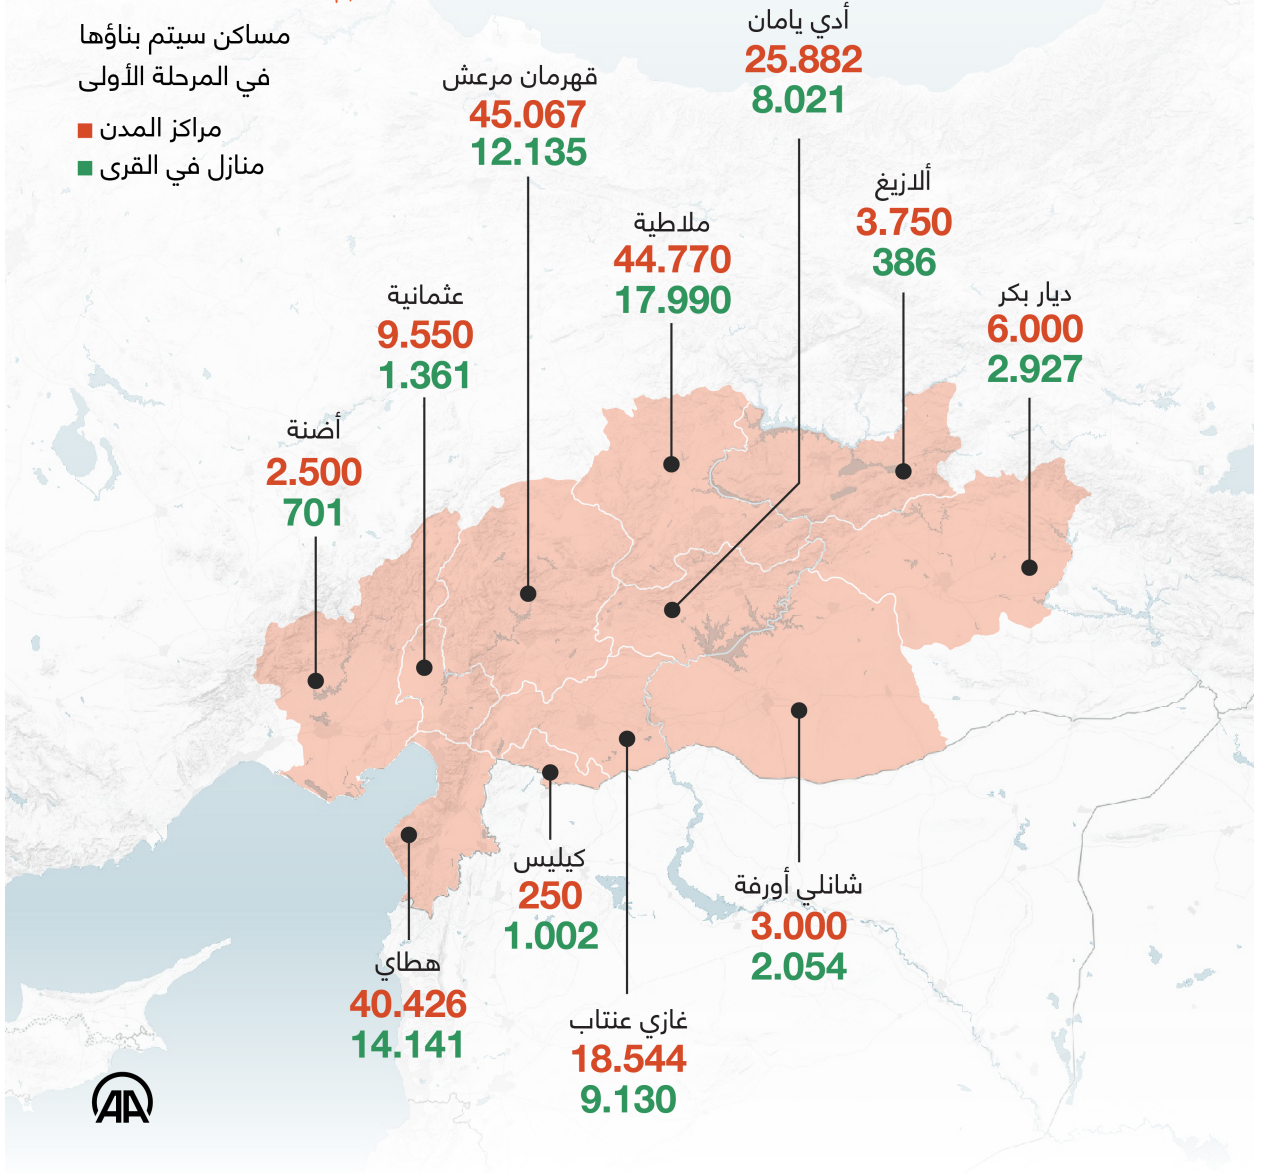 مساكن سيتم بناؤها
في المرحلة الأولى
مراكز المدن
منازل في القرى
أدي يامان
25.882
8.021
قهرمان مرعش
45.067
12.135
ألازيغ
3.750
386
ملاطية
44.770
17.990
ديار بكر
6.000
2.927
عثمانية
9.550
1.361
أضنة
2.500
701
كيليس
250
1.002
شانلي أورفة
3.000
2.054
هطاي
40.426
14.141
غازي عنتاب
18.544
9.130
AA